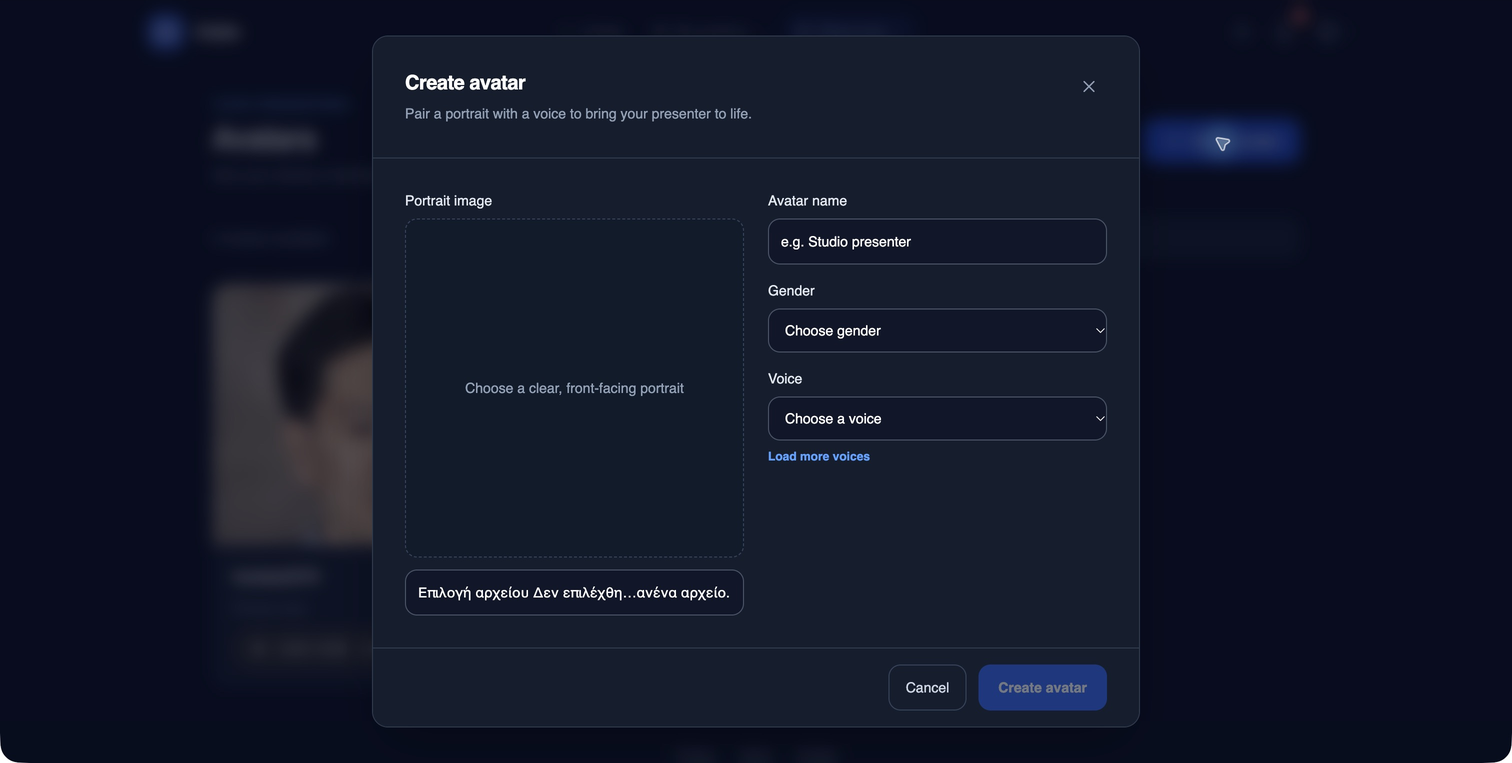 Create avatar
Pair a portrait with a voice to bring your presenter to life.
Portrait image
Choose a clear, front-facing portrait
Επιλογή αρχείου Δεν επιλέχθη...ανένα αρχείο.
Avatar name
e.g. Studio presenter
Gender
Choose gender
Voice
Choose a voice
Load more voices
Cancel
Create avatar
Avatars